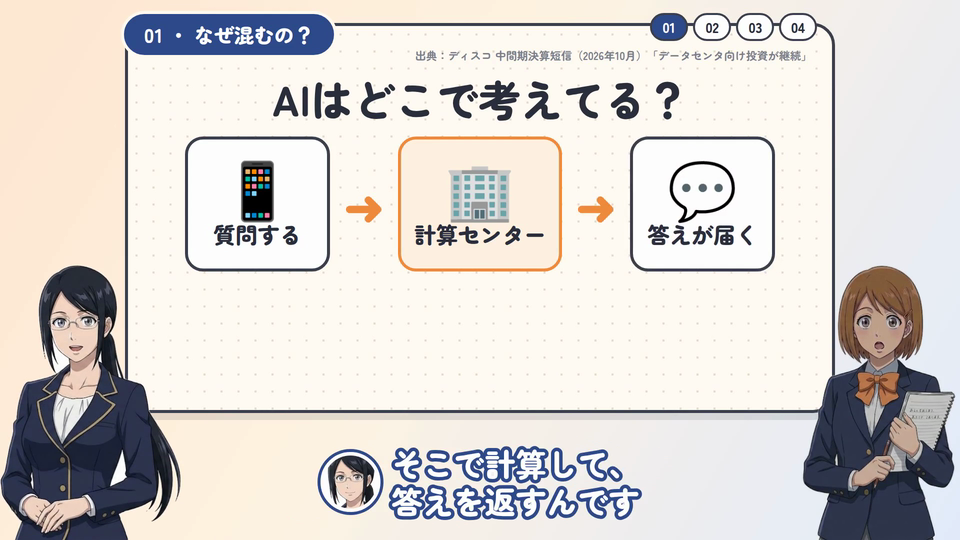 01 ・ なぜ混むの？
01 02 03 04
出典：ディスコ 中間期決算短信（2026年10月）「データセンタ向け投資が継続」
AIはどこで考えてる？
質問する
計算センター
答えが届く
そこで計算して、
答えを返すんです